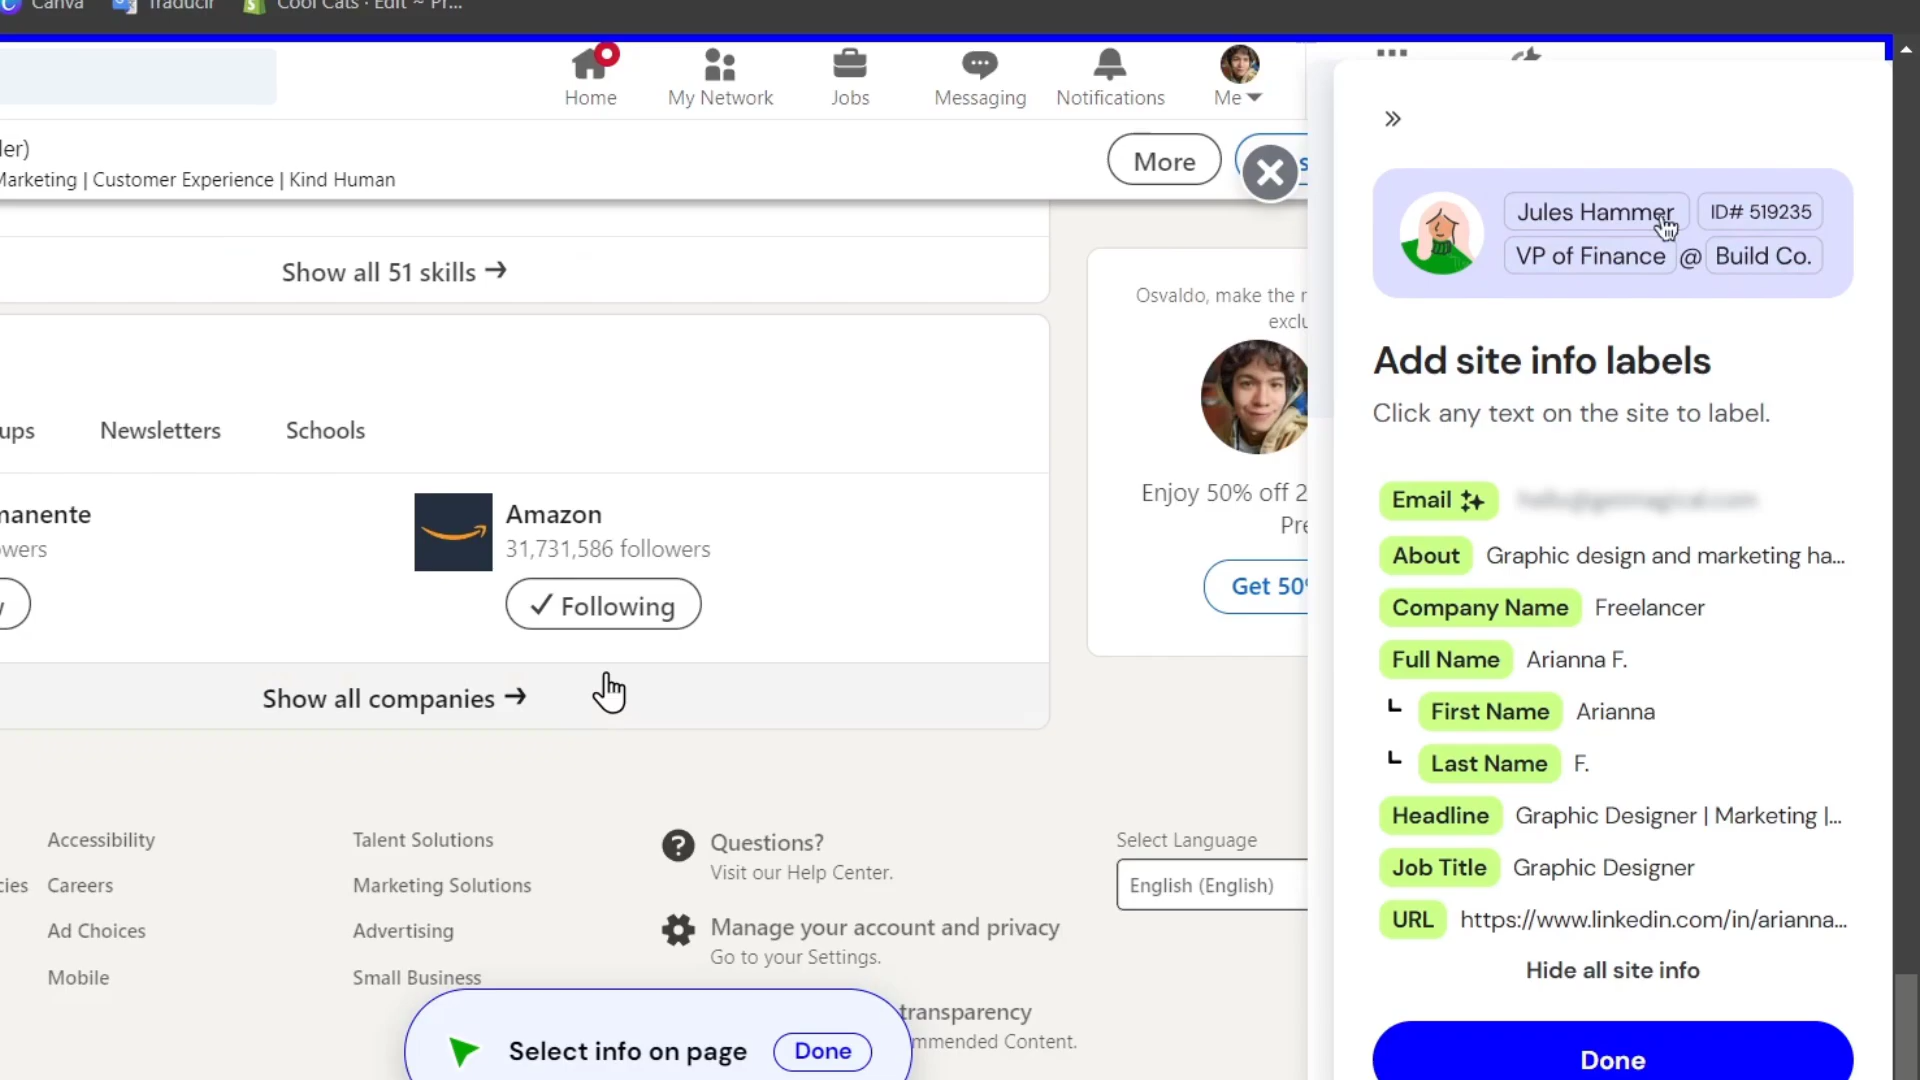 Canva
Traducir
Cool Cats · Edit ~ Pr...
Home
My Network
Jobs
Messaging
Notifications
Me
ler)
Marketing | Customer Experience | Kind Human
More
s
Show all 51 skills →
Osvaldo, make the r
exclu
ups
Newsletters
Schools
Enjoy 50% off 2
Pre
manente
owers
Amazon
31,731,586 followers
✓ Following
Get 50%
Show all companies →
Accessibility
Talent Solutions
Questions?
Visit our Help Center.
Select Language
cies
Careers
Marketing Solutions
English (English)
Ad Choices
Advertising
Manage your account and privacy
Go to your Settings.
Mobile
Small Business
transparency
mmended Content.
Select info on page
Done
Jules Hammer
ID# 519235
VP of Finance @ Build Co.
Add site info labels
Click any text on the site to label.
Email
About Graphic design and marketing ha...
Company Name Freelancer
Full Name Arianna F.
First Name Arianna
Last Name F.
Headline Graphic Designer | Marketing |...
Job Title Graphic Designer
URL https://www.linkedin.com/in/arianna...
Hide all site info
Done